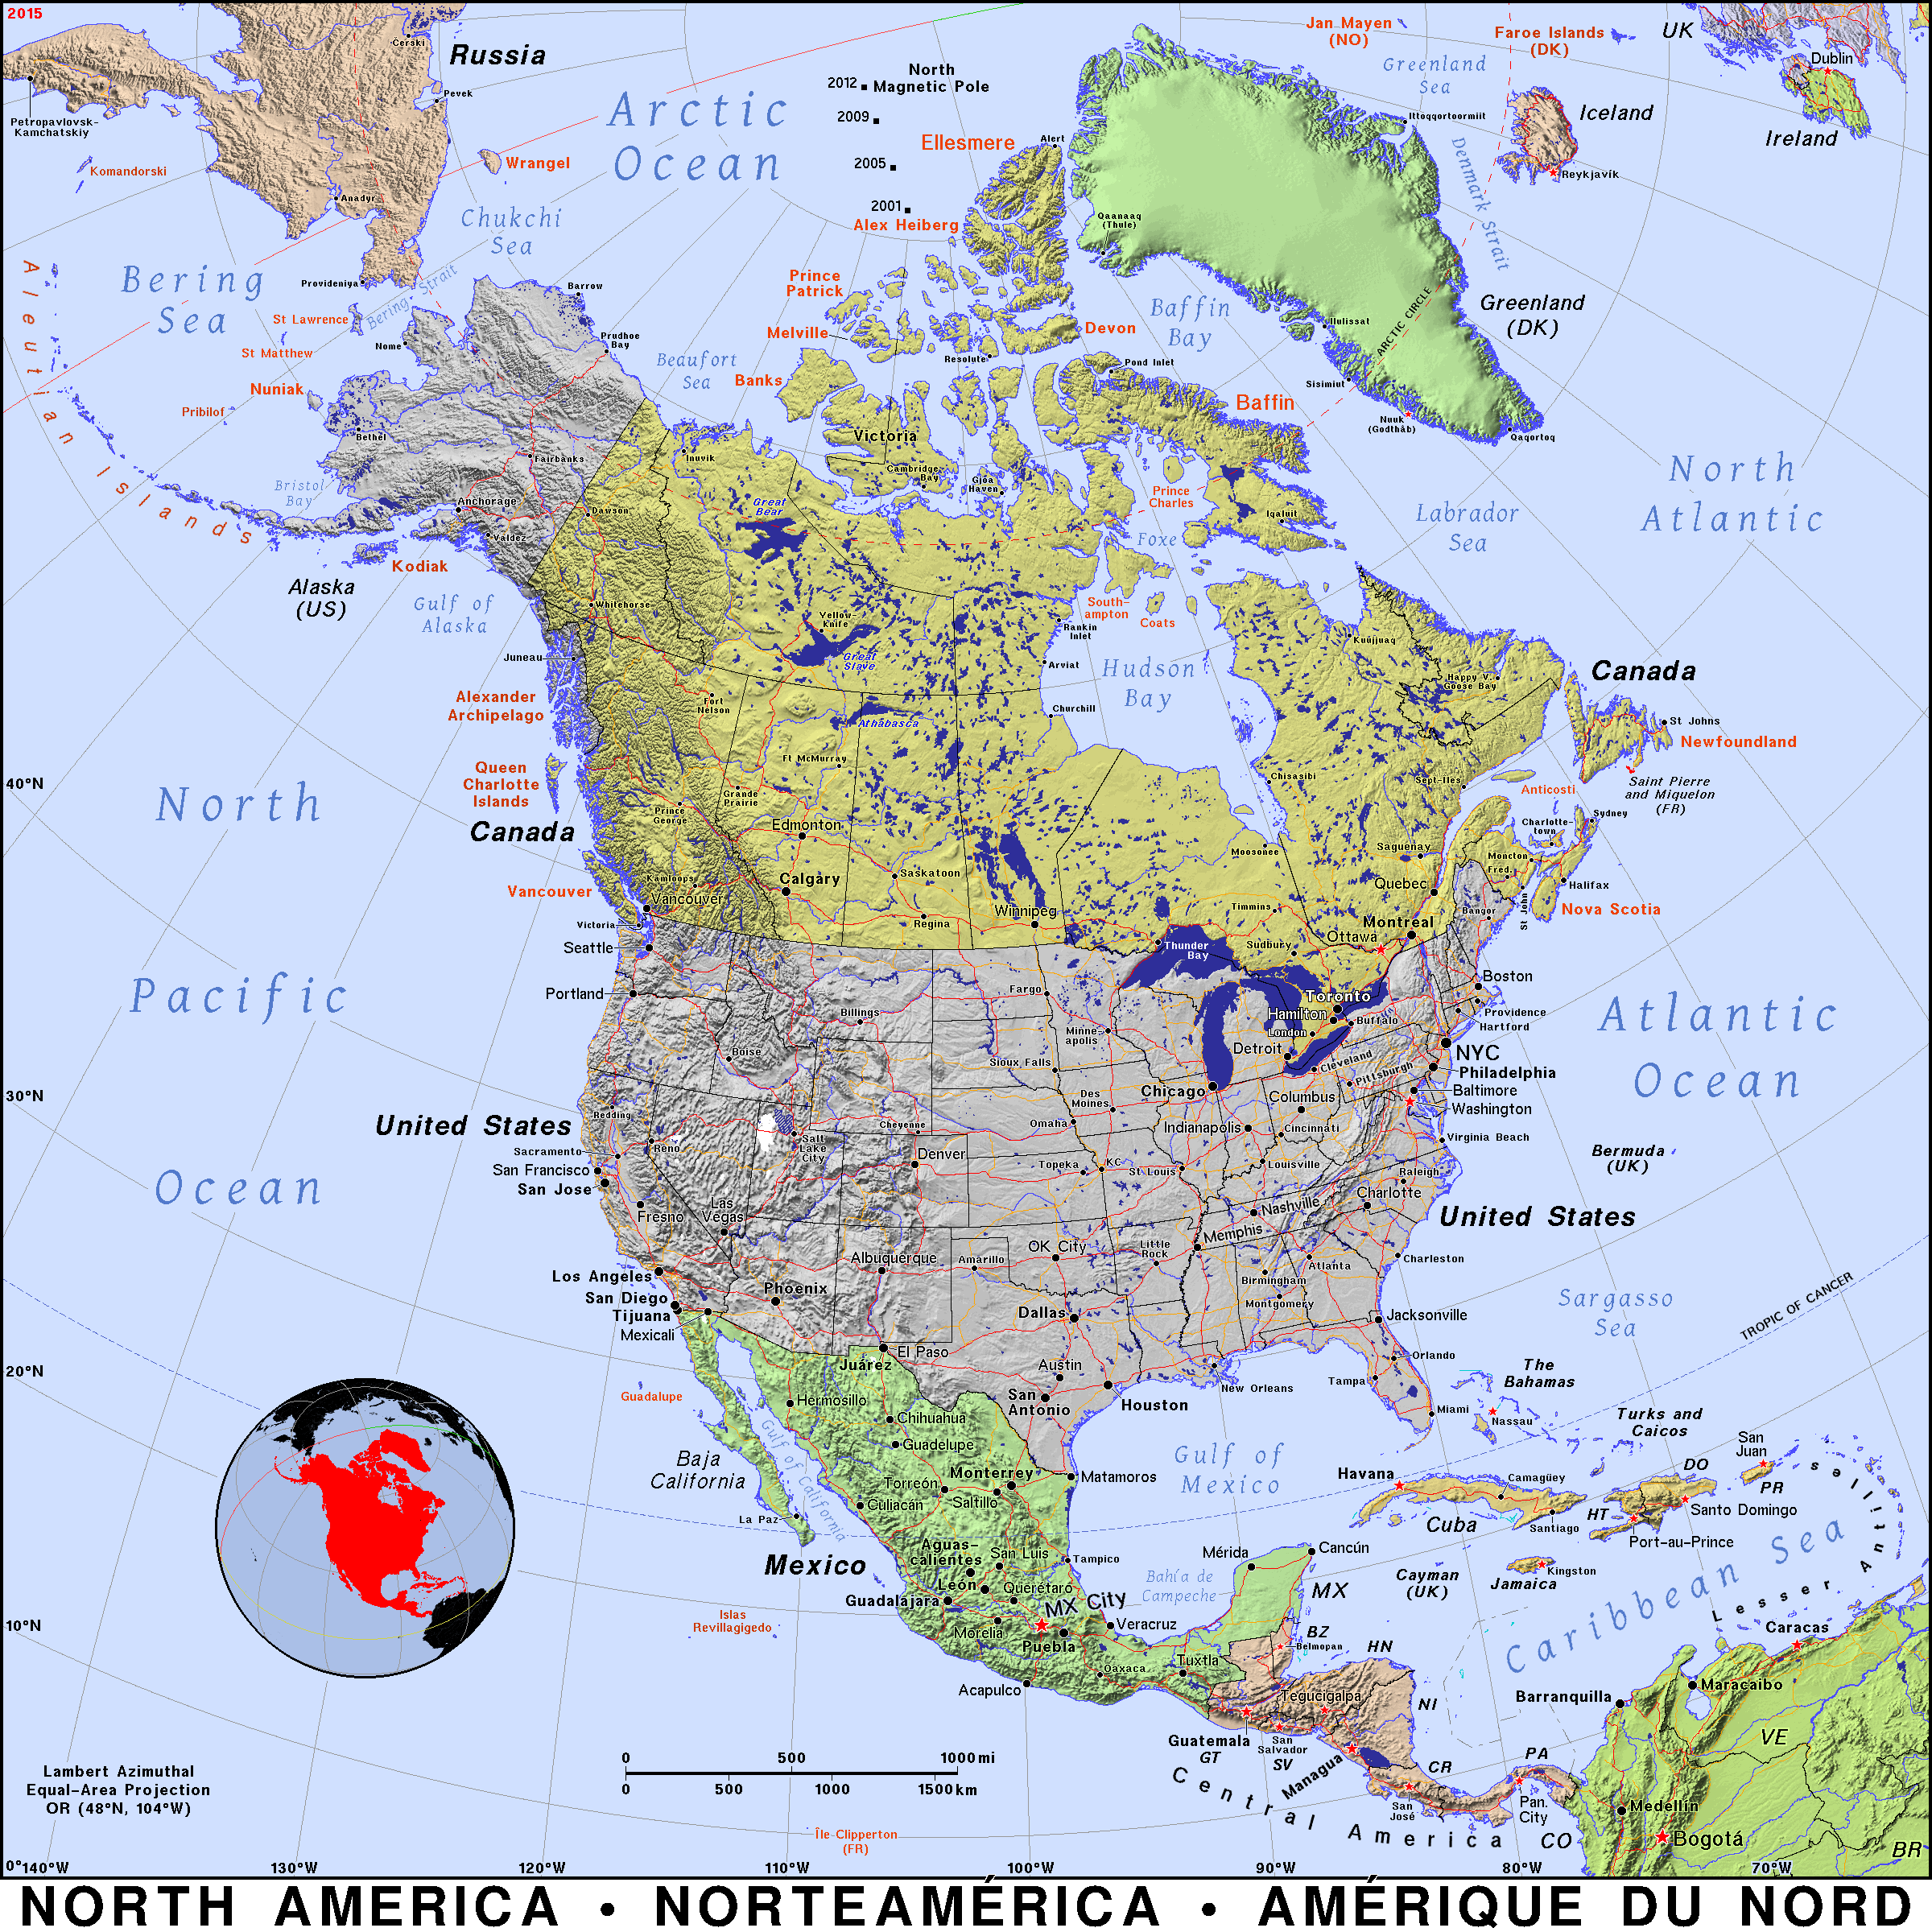 2015
Russia
Čerski
Pevek
Petropavlovsk-
Kamchatskiy
Komandorski
Wrangel
Anadyr
Provideniya
Arctic
Ocean
Chukchi
Sea
Bering
Sea
Bering Strait
Aleutian Islands
St Lawrence
St Matthew
Nuniak
Pribilof
North
Magnetic Pole
2012
2009
2005
2001
Ellesmere
Alert
Alex Heiberg
Prince
Patrick
Melville
Banks
Devon
Resolute
Beaufort
Sea
Jan Mayen
(NO)
Faroe Islands
(DK)
UK
Dublin
Ireland
Greenland
Sea
Ittoqqortoormiit
Iceland
Reykjavík
Denmark Strait
Qaanaaq
(Thule)
Baffin
Bay
Ilulissat
ARCTIC CIRCLE
Greenland
(DK)
Sisimiut
Nuuk
(Godthåb)
Qaqortoq
Pond Inlet
Baffin
Barrow
Prudhoe
Bay
Nome
Bethel
Fairbanks
Bristol
Bay
Anchorage
Valdez
Kodiak
Alaska
(US)
Gulf of
Alaska
Juneau
Alexander
Archipelago
Queen
Charlotte
Islands
Canada
Vancouver
Inuvik
Dawson
Whitehorse
Great
Bear
Victoria
Cambridge
Bay
Gjöa
Haven
Prince
Charles
Iqaluit
Foxe
South-
ampton
Coats
Yellow-
Knife
Great
Slave
Rankin
Inlet
Arviat
Churchill
Hudson
Bay
Labrador
Sea
North
Atlantic
Kuujjuaq
Happy V.-
Goose Bay
Canada
St Johns
Newfoundland
Saint Pierre
and Miquelon
(FR)
Anticosti
Sept-Iles
Chisasibi
Fort
Nelson
Athabasca
Ft McMurray
Grande
Prairie
Prince
George
Edmonton
Calgary
Kamloops
Vancouver
Victoria
Saskatoon
Regina
Winnipeg
Moosonee
Timmins
Saguenay
Quebec
Charlotte-
town
Sydney
Moncton
Fred.
Halifax
St John
Nova Scotia
Bangor
Montreal
Ottawa
Sudbury
Thunder
Bay
Toronto
Hamilton
London
Buffalo
Detroit
Cleveland
Pittsburgh
Boston
Providence
Hartford
NYC
Philadelphia
Baltimore
Washington
Virginia Beach
Atlantic
Ocean
Bermuda
(UK)
40°N
30°N
20°N
10°N
North
Pacific
Ocean
Seattle
Portland
Billings
Boise
Fargo
Minne-
apolis
Sioux Falls
Chicago
Des
Moines
Omaha
Columbus
Indianapolis
Cincinnati
Louisville
United States
Redding
Sacramento
Reno
San Francisco
San Jose
Fresno
Salt
Lake
City
Cheyenne
Denver
Topeka
KC
St Louis
Las
Vegas
Raleigh
Charlotte
Nashville
Memphis
United States
Los Angeles
San Diego
Tijuana
Mexicali
Phoenix
Albuquerque
Amarillo
OK City
Little
Rock
Birmingham
Atlanta
Montgomery
Charleston
Jacksonville
Dallas
El Paso
Juárez
Austin
San
Antonio
Houston
New Orleans
Orlando
Tampa
Miami
Sargasso
Sea
TROPIC OF CANCER
The
Bahamas
Nassau
Turks and
Caicos
Guadalupe
Hermosillo
Chihuahua
Guadelupe
Gulf of California
Baja
California
La Paz
Torreón
Monterrey
Saltillo
Culiacán
Matamoros
Gulf of
Mexico
Havana
Camagüey
Cuba
Santiago
HT
DO
San
Juan
PR
Santo Domingo
Port-au-Prince
Kingston
Jamaica
Cayman
(UK)
Lesser Antilles
Caribbean Sea
Mexico
Aguas-
calientes
San Luis
Tampico
León
Querétaro
Guadalajara
MX City
Morelia
Puebla
Veracruz
Oaxaca
Acapulco
Tuxtla
Bahía de
Campeche
Mérida
Cancún
MX
BZ
Belmopan
HN
Tegucigalpa
NI
Guatemala
GT
San
Salvador
SV
Managua
CR
San
José
PA
Pan.
City
Central America
Islas
Revillagigedo
Île Clipperton
(FR)
Caracas
Barranquilla
Maracaibo
VE
Medellín
Bogotá
CO
BR
0 500 1000 mi
0 500 1000 1500 km
Lambert Azimuthal
Equal-Area Projection
OR (48°N, 104°W)
0° 140°W 130°W 120°W 110°W 100°W 90°W 80°W 70°W
NORTH AMERICA • NORTEAMÉRICA • AMÉRIQUE DU NORD